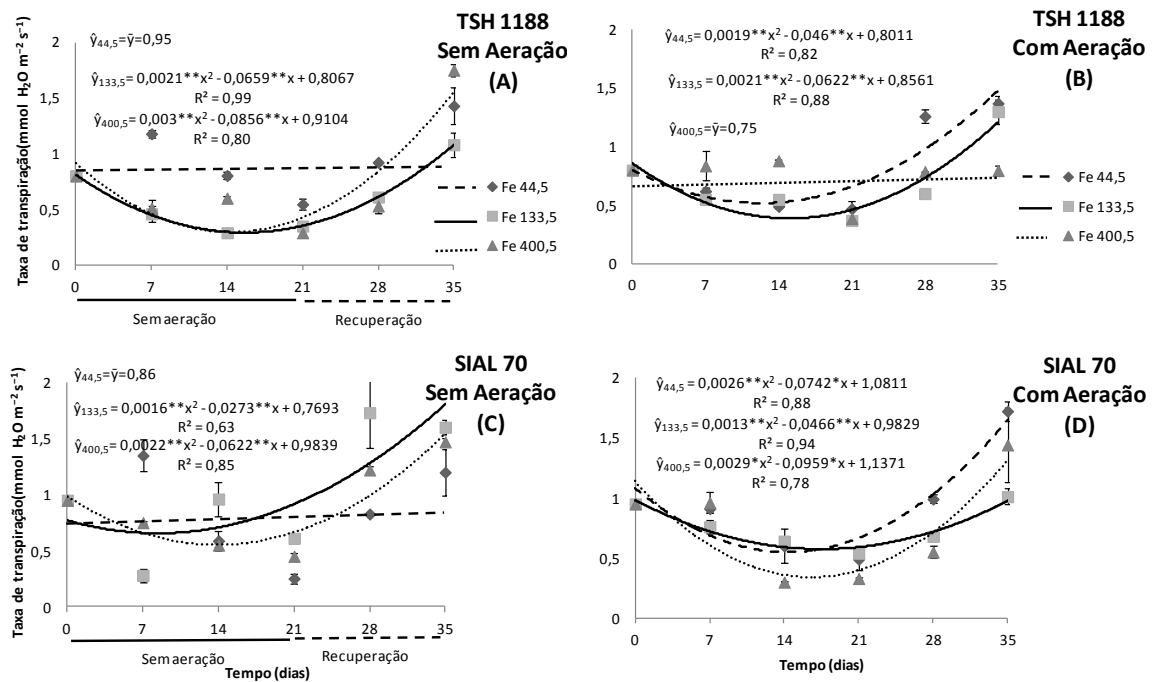 TSH 1188
Sem Aeração
(A)
Taxa de transpiração(mmol H₂O m⁻² s⁻¹)
ŷ44,5=ȳ=0,95
ŷ133,5 = 0,0021**x² - 0,0659**x + 0,8067
R² = 0,99
ŷ400,5 = 0,003**x² - 0,0856**x + 0,9104
R² = 0,80
2
1,5
1
0,5
0
0 7 14 21 28 35
Fe 44,5
Fe 133,5
Fe 400,5
Sem aeração
Recuperação
TSH 1188
Com Aeração
(B)
ŷ44,5 = 0,0019**x² - 0,046**x + 0,8011
R² = 0,82
ŷ133,5 = 0,0021**x² - 0,0622**x + 0,8561
R² = 0,88
ŷ400,5=ȳ=0,75
2
1,5
1
0,5
0
0 7 14 21 28 35
Fe 44,5
Fe 133,5
Fe 400,5
SIAL 70
Sem Aeração
(C)
Taxa de transpiração(mmol H₂O m⁻² s⁻¹)
ŷ44,5=ȳ=0,86
ŷ133,5 = 0,0016**x² - 0,0273**x + 0,7693
R² = 0,63
ŷ400,5 = 0,0022**x² - 0,0622**x + 0,9839
R² = 0,85
2
1,5
1
0,5
0
0 7 14 21 28 35
Sem aeração
Recuperação
Tempo (dias)
SIAL 70
Com Aeração
(D)
ŷ44,5 = 0,0026**x² - 0,0742*x + 1,0811
R² = 0,88
ŷ133,5 = 0,0013**x² - 0,0466**x + 0,9829
R² = 0,94
ŷ400,5 = 0,0029*x² - 0,0959*x + 1,1371
R² = 0,78
2
1,5
1
0,5
0
0 7 14 21 28 35
Tempo (dias)